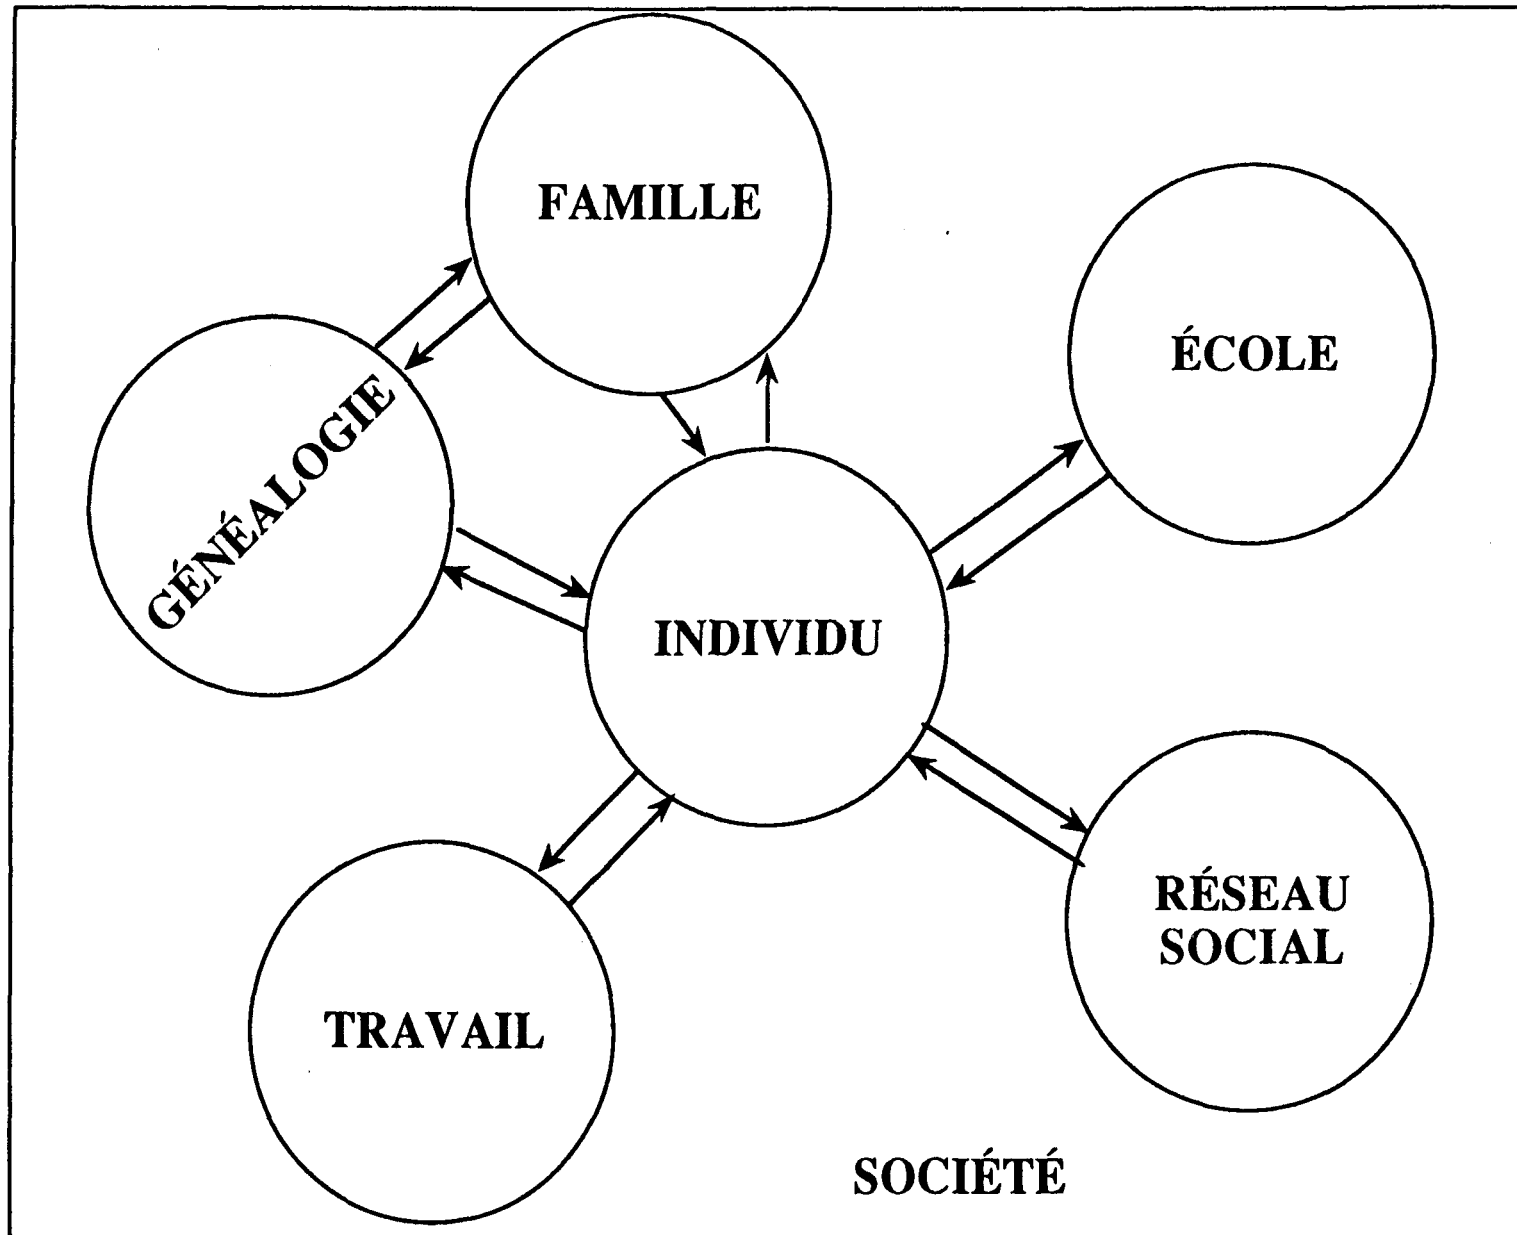 FAMILLE
ÉCOLE
GÉNÉALOGIE
INDIVIDU
RÉSEAU
SOCIAL
TRAVAIL
SOCIÉTÉ